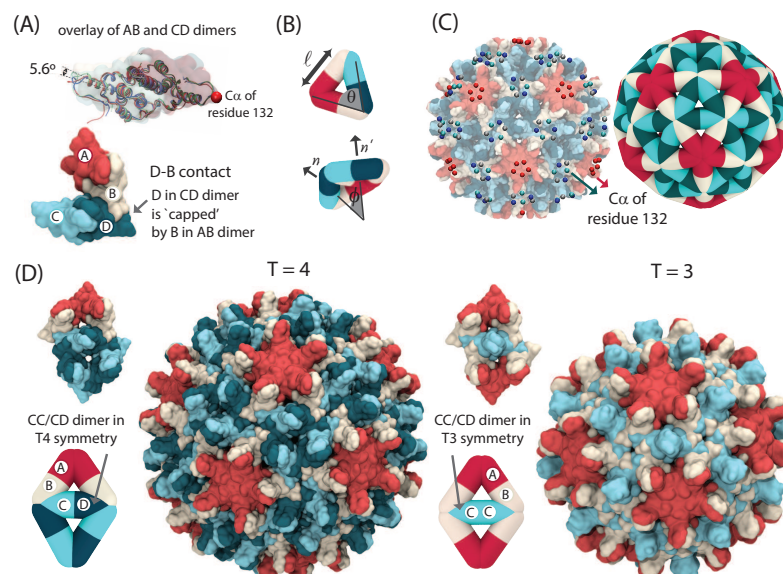 (A)
overlay of AB and CD dimers
5.6º
Cα of
residue 132
A
B
C
D
D-B contact
D in CD dimer
is `capped'
by B in AB dimer
(B)
ℓ
θ
n
n'
ϕ
(C)
Cα of
residue 132
(D)
T = 4
CC/CD dimer in
T4 symmetry
A
B
C D
T = 3
CC/CD dimer in
T3 symmetry
A
B
C C